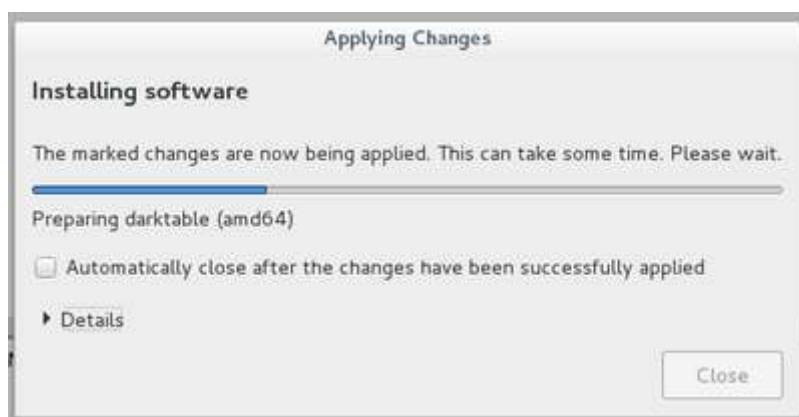 Applying Changes
Installing software
The marked changes are now being applied. This can take some time. Please wait.
Preparing darktable (amd64)
Automatically close after the changes have been successfully applied
Details
Close